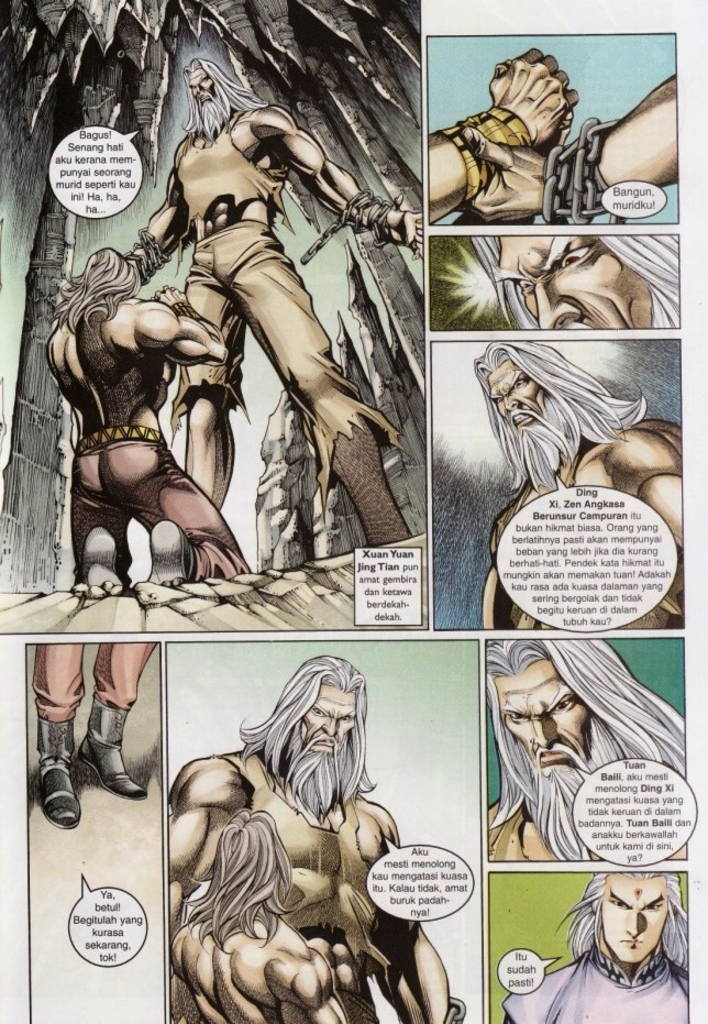 Bagus!
Senang hati
aku kerana mem-
punyai seorang
murid seperti kau
ini! Ha, ha,
ha...
Xuan Yuan
Jing Tian pun
amat gembira
dan ketawa
berdekah-
dekah.
Bangun,
muridku!
Ding
Xi, Zen Angkasa
Berunsur Campuran itu
bukan hikmat biasa. Orang yang
berlatihnya pasti akan mempunyai
beban yang lebih jika dia kurang
berhati-hati. Pendek kata hikmat itu
mungkin akan memakan tuan! Adakah
kau rasa ada kuasa dalaman yang
sering bergolak dan tidak
begitu keruan di dalam
tubuh kau?
Ya,
betul!
Begitulah yang
kurasa
sekarang,
tok!
Aku
mesti menolong
kau mengatasi kuasa
itu. Kalau tidak, amat
buruk padah-
nya!
Tuan
Baili, aku mesti
menolong Ding Xi
mengatasi kuasa yang
tidak keruan di dalam
badannya. Tuan Baili dan
anakku berkawallah
untuk kami di sini,
ya?
Itu
sudah
pasti!